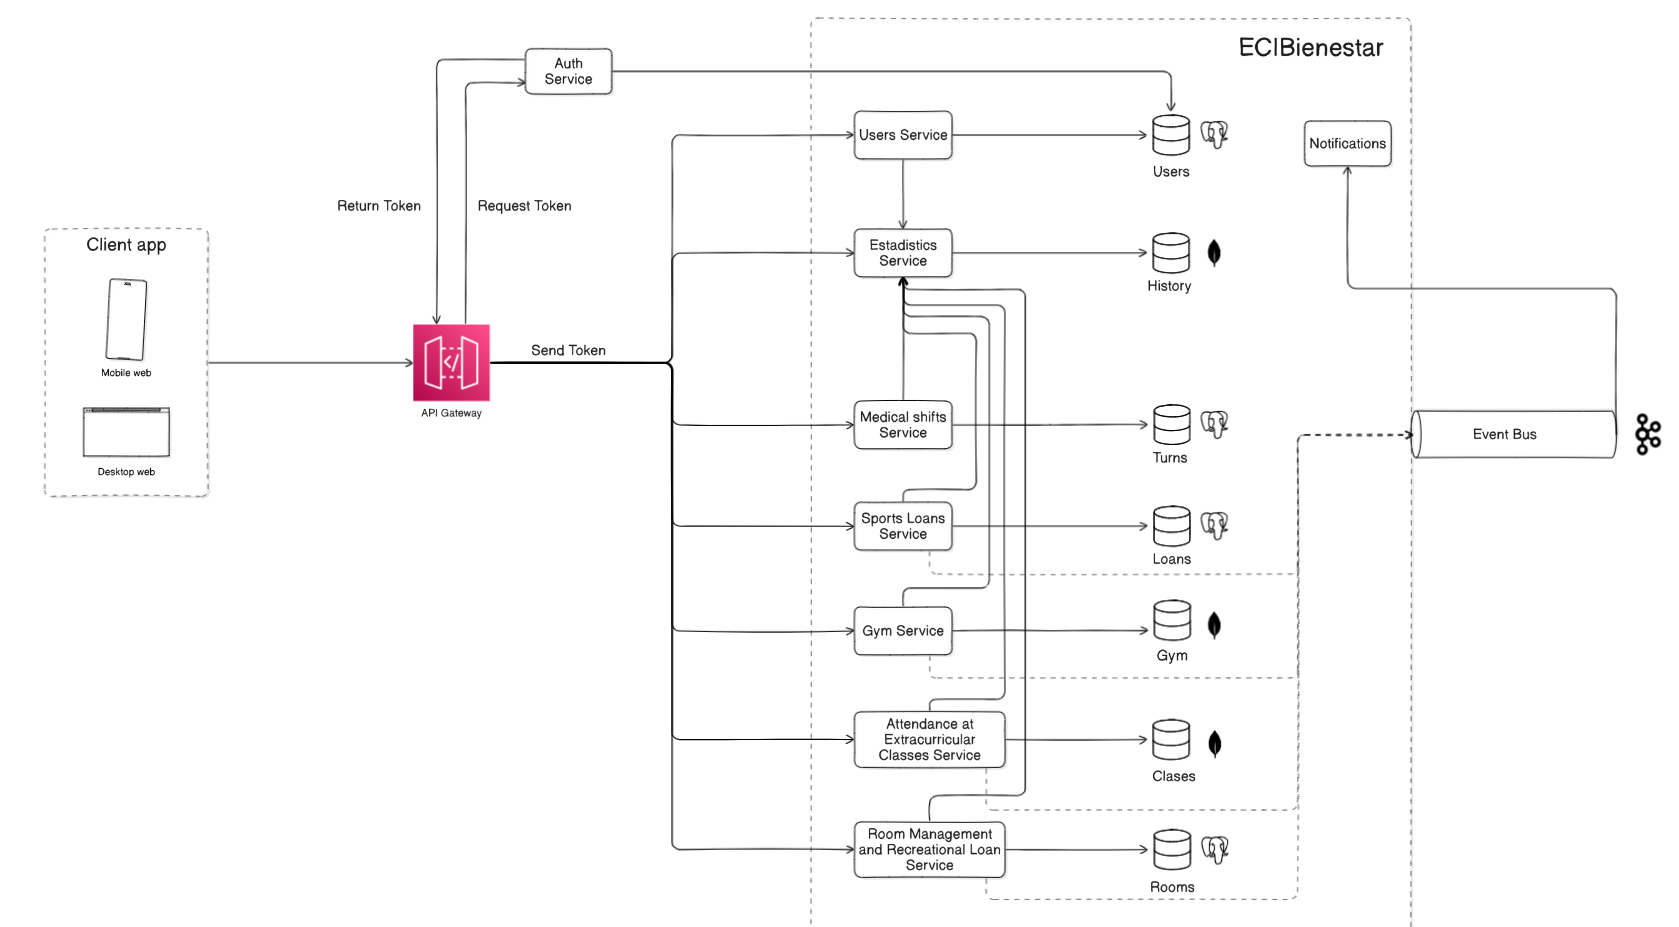 ECIBienestar
Auth
Service
Users Service
Users
Notifications
Return Token
Request Token
Client app
Estadistics
Service
History
Mobile web
Send Token
API Gateway
Medical shifts
Service
Turns
Event Bus
Desktop web
Sports Loans
Service
Loans
Gym Service
Gym
Attendance at
Extracurricular
Classes Service
Clases
Room Management
and Recreational Loan
Service
Rooms